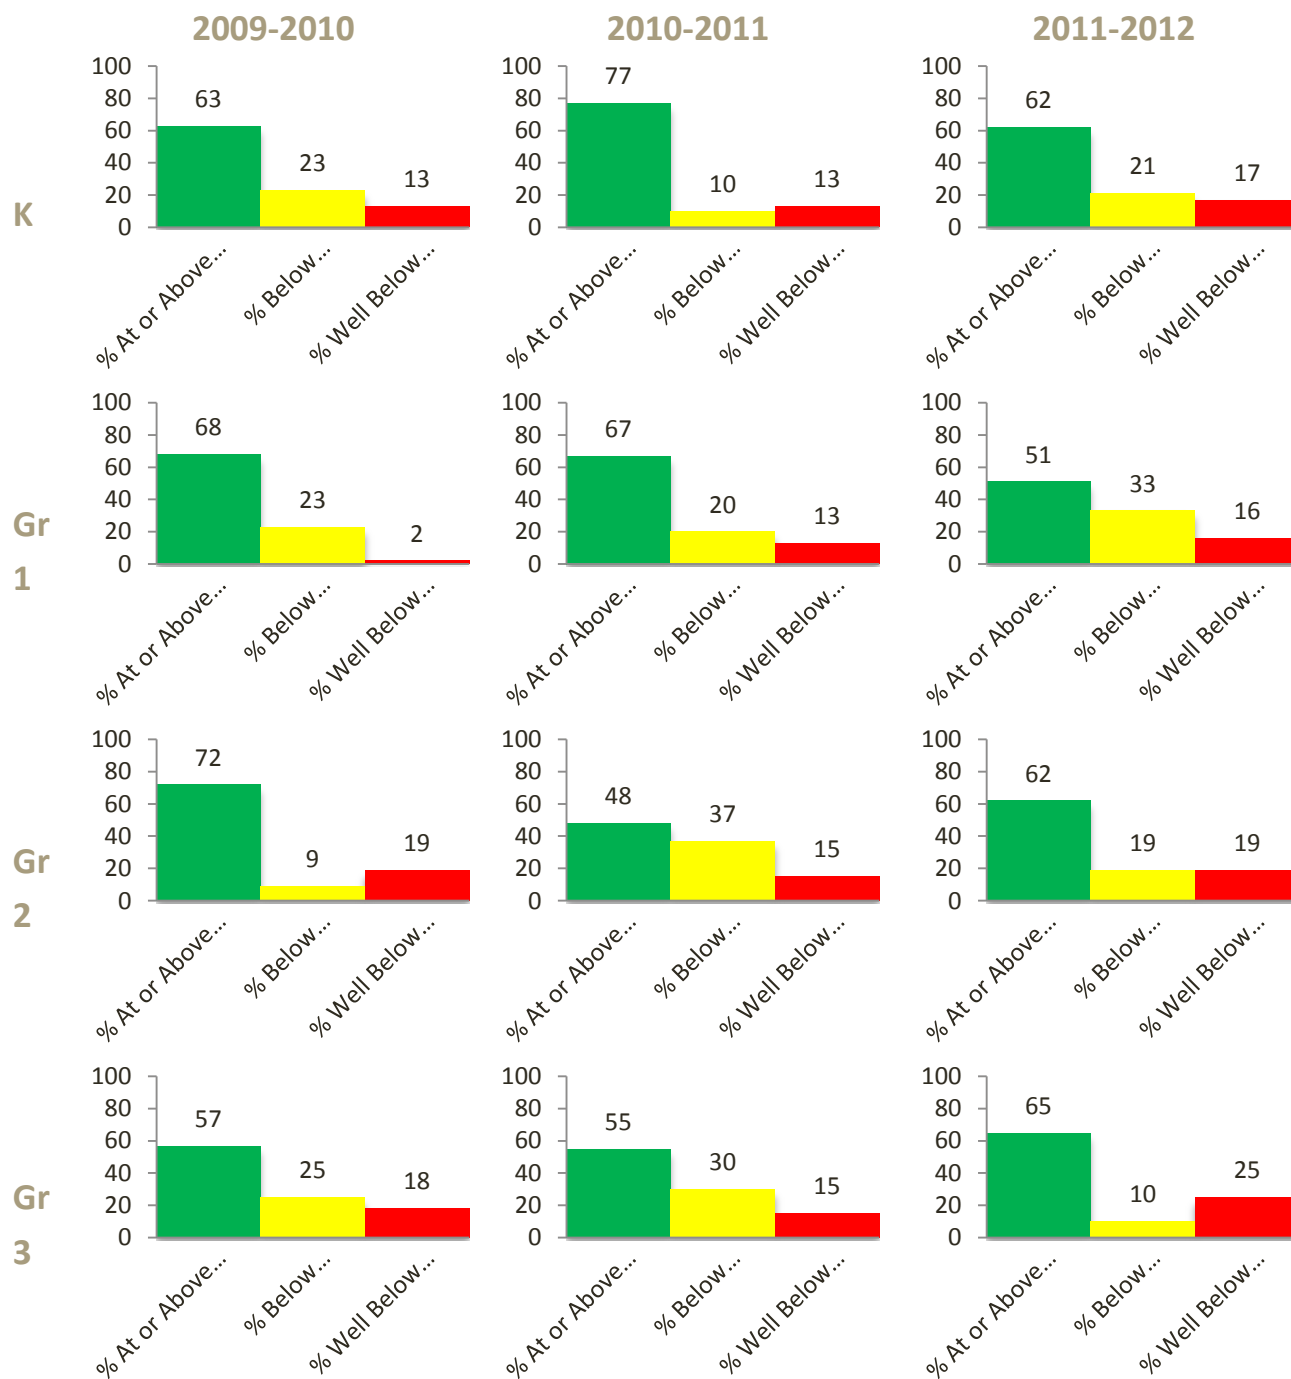 2009-2010
2010-2011
2011-2012
K
100
80
60
40
20
0
63
23
13
% At or Above...
% Below...
% Well Below...
100
80
60
40
20
0
77
10
13
% At or Above...
% Below...
% Well Below...
100
80
60
40
20
0
62
21
17
% At or Above...
% Below...
% Well Below...
Gr
1
100
80
60
40
20
0
68
23
2
% At or Above...
% Below...
% Well Below...
100
80
60
40
20
0
67
20
13
% At or Above...
% Below...
% Well Below...
100
80
60
40
20
0
51
33
16
% At or Above...
% Below...
% Well Below...
Gr
2
100
80
60
40
20
0
72
9
19
% At or Above...
% Below...
% Well Below...
100
80
60
40
20
0
48
37
15
% At or Above...
% Below...
% Well Below...
100
80
60
40
20
0
62
19
19
% At or Above...
% Below...
% Well Below...
Gr
3
100
80
60
40
20
0
57
25
18
% At or Above...
% Below...
% Well Below...
100
80
60
40
20
0
55
30
15
% At or Above...
% Below...
% Well Below...
100
80
60
40
20
0
65
10
25
% At or Above...
% Below...
% Well Below...